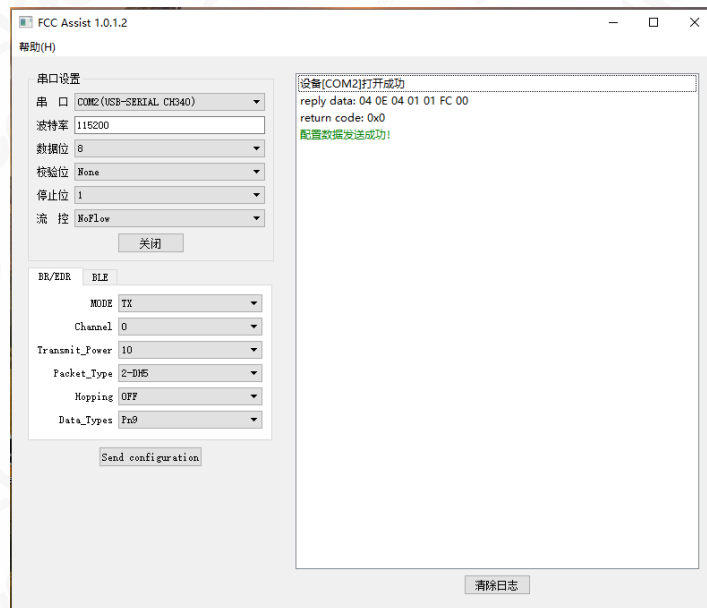 FCC Assist 1.0.1.2
帮助(H)
串口设置
串 口 COM2(USB-SERIAL CH340)
波特率 115200
数据位 8
校验位 None
停止位 1
流 控 NoFlow
关闭
BR/EDR BLE
MODE TX
Channel 0
Transmit_Power 10
Packet_Type 2-DH5
Hopping OFF
Data_Types Pn9
Send configuration
设备[COM2]打开成功
reply data: 04 0E 04 01 01 FC 00
return code: 0x0
配置数据发送成功!
清除日志